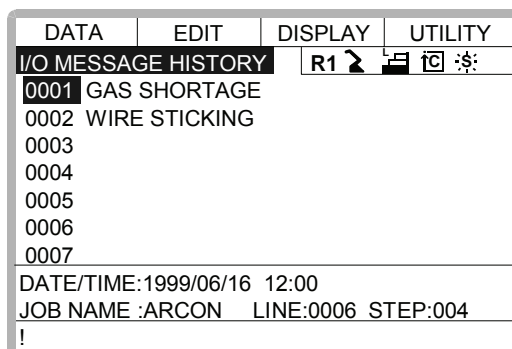 DATA EDIT DISPLAY UTILITY
I/O MESSAGE HISTORY R1 C S
0001 GAS SHORTAGE
0002 WIRE STICKING
0003
0004
0005
0006
0007
DATE/TIME:1999/06/16 12:00
JOB NAME :ARCON LINE:0006 STEP:004
!